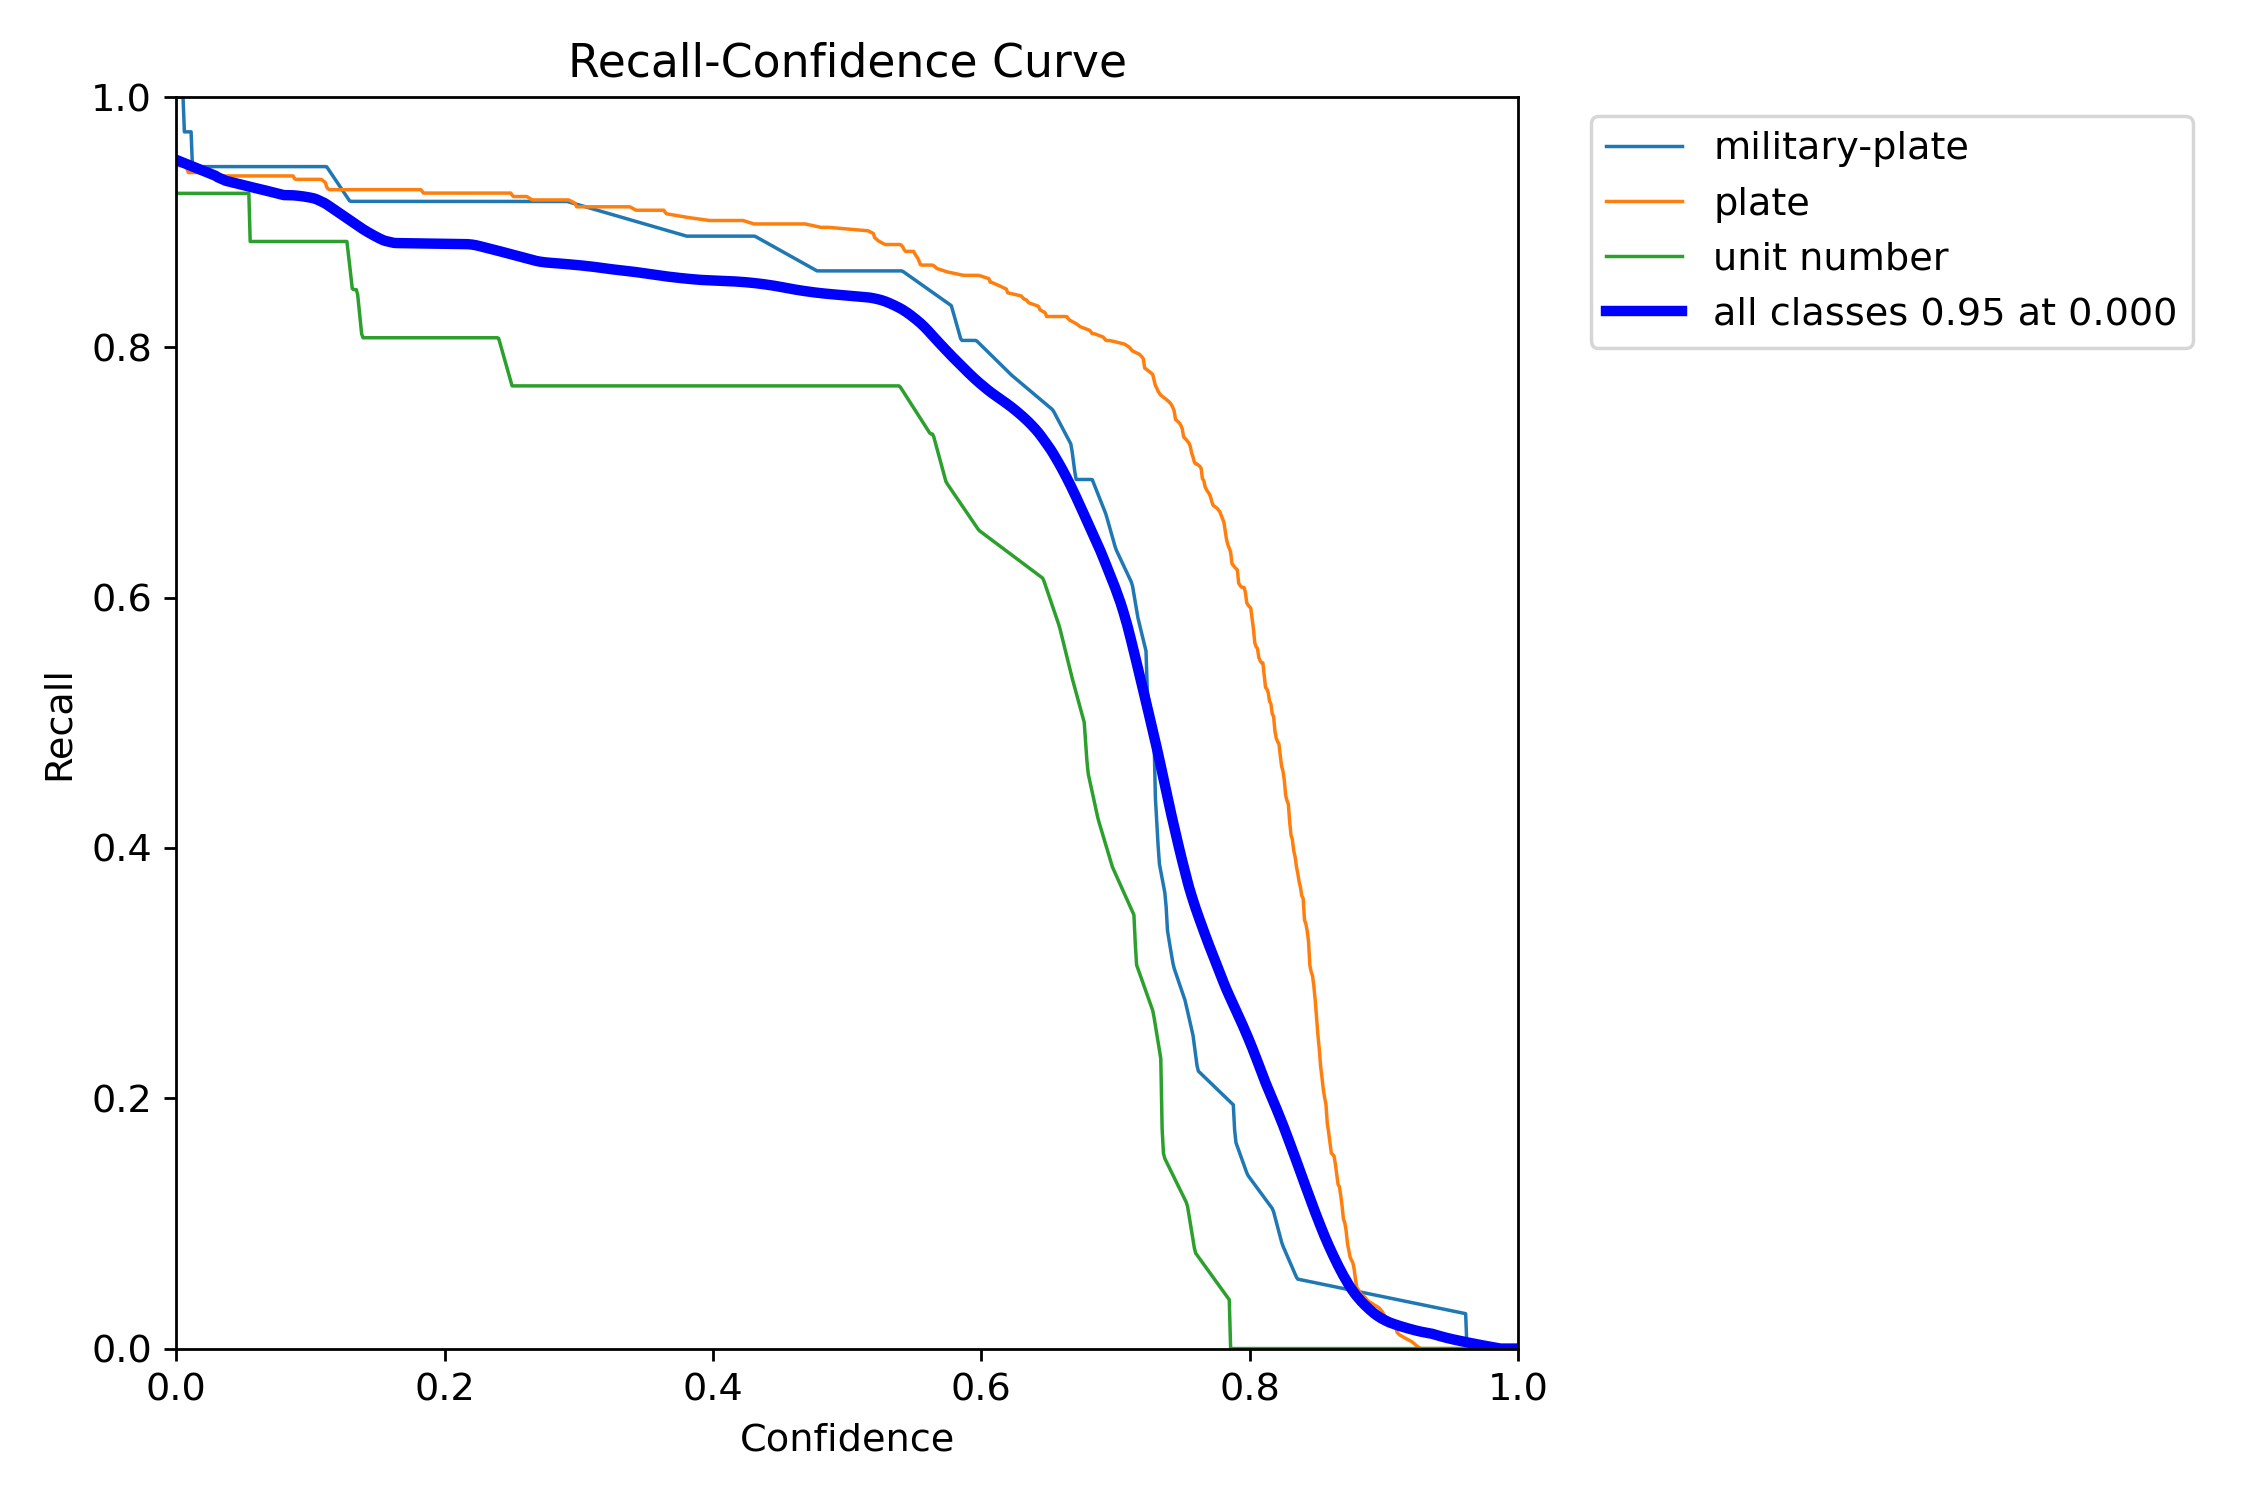 Recall-Confidence Curve
1.0
0.8
0.6
0.4
0.2
0.0
Recall
0.0 0.2 0.4 0.6 0.8 1.0
Confidence
military-plate
plate
unit number
all classes 0.95 at 0.000